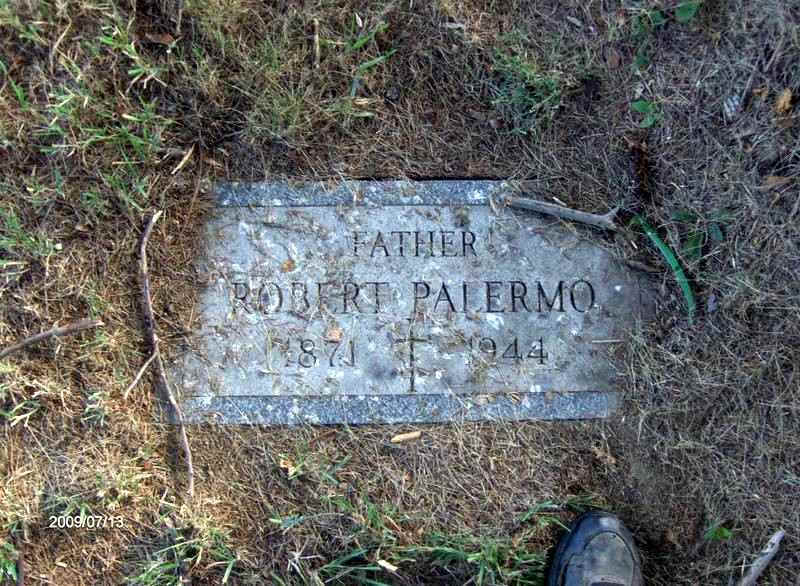 FATHER
ROBERT PALERMO
1871 † 1944
2009/07/13